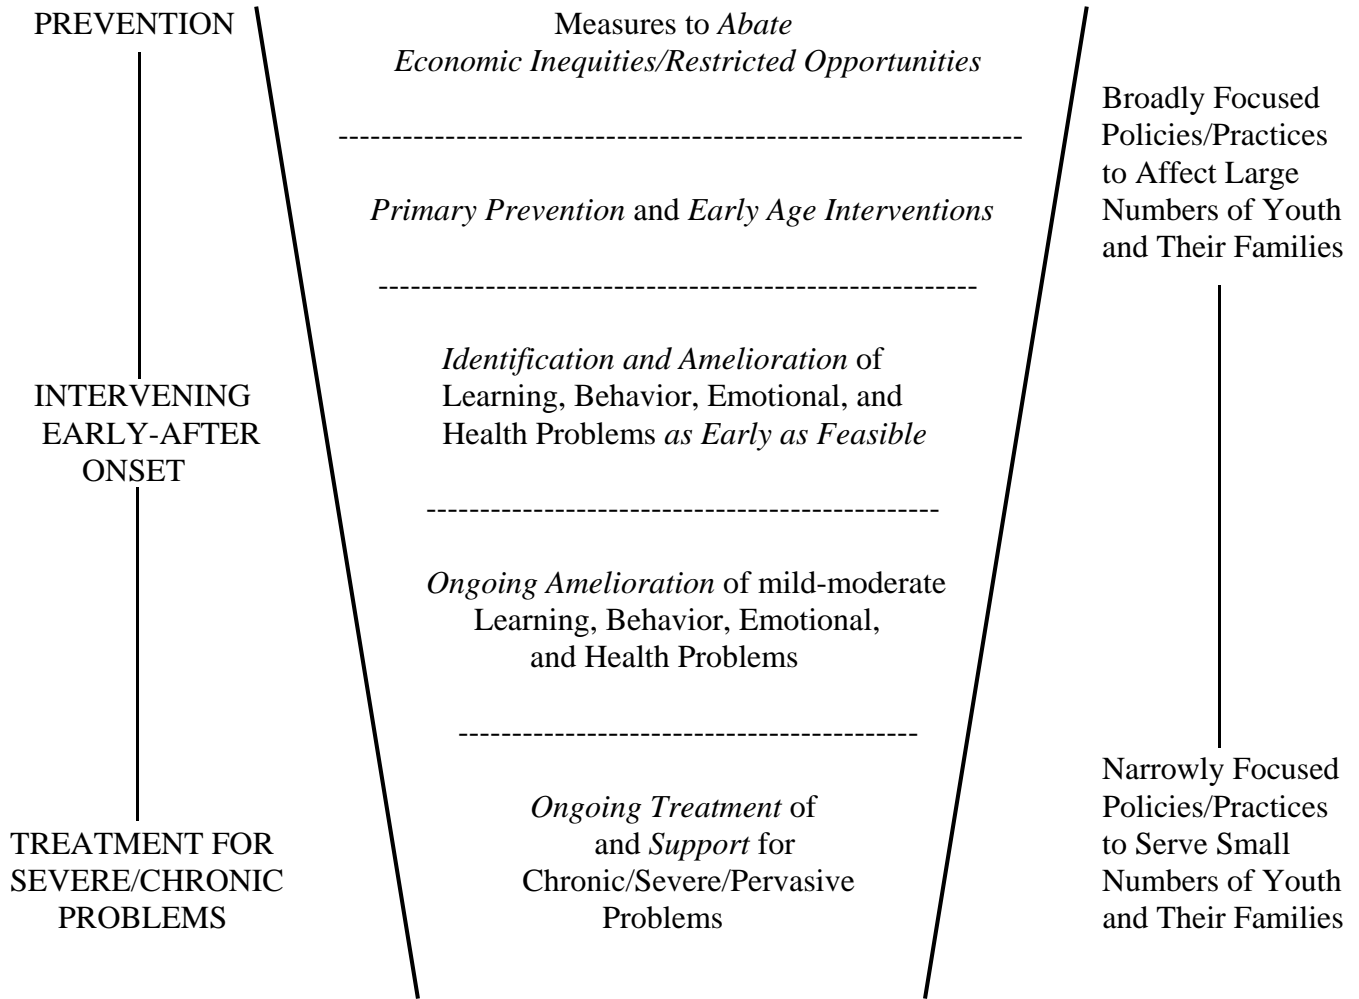 PREVENTION
Measures to Abate
Economic Inequities/Restricted Opportunities
Broadly Focused
Policies/Practices
to Affect Large
Numbers of Youth
and Their Families
Primary Prevention and Early Age Interventions
Identification and Amelioration of
Learning, Behavior, Emotional, and
Health Problems as Early as Feasible
INTERVENING
EARLY-AFTER
ONSET
Ongoing Amelioration of mild-moderate
Learning, Behavior, Emotional,
and Health Problems
Ongoing Treatment of
and Support for
Chronic/Severe/Pervasive
Problems
TREATMENT FOR
SEVERE/CHRONIC
PROBLEMS
Narrowly Focused
Policies/Practices
to Serve Small
Numbers of Youth
and Their Families